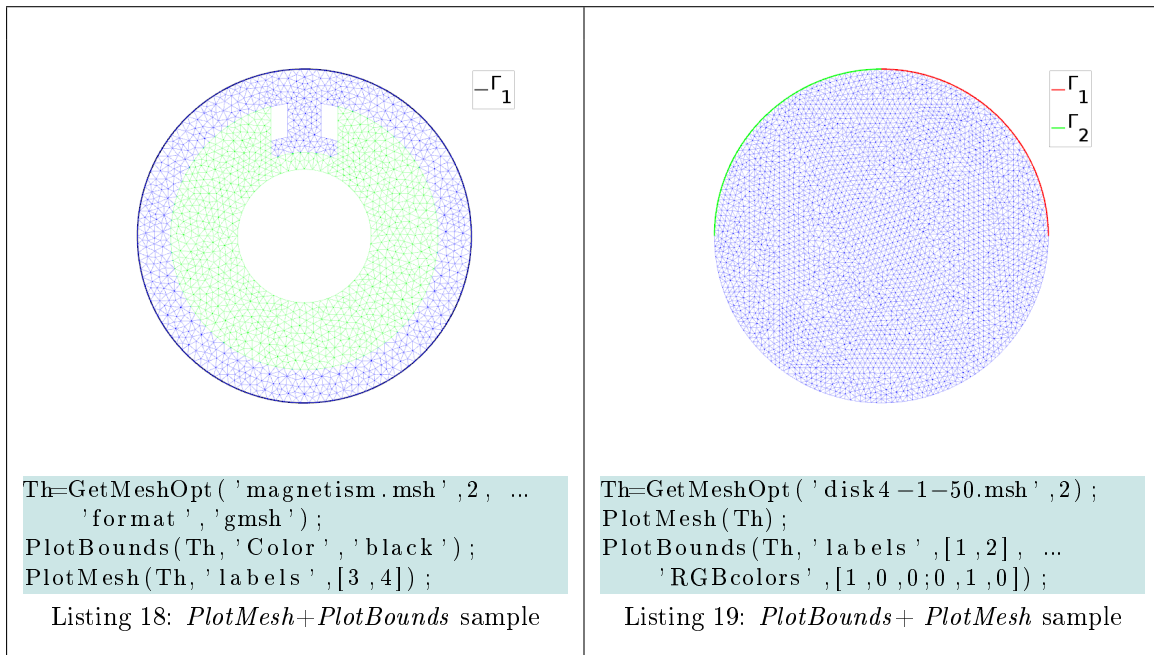 Γ1
Th=GetMeshOpt('magnetism.msh',2, ...
'format','gmsh');
PlotBounds(Th,'Color','black');
PlotMesh(Th,'labels',[3,4]);
Listing 18: PlotMesh+PlotBounds sample
Γ1
Γ2
Th=GetMeshOpt('disk4-1-50.msh',2);
PlotMesh(Th);
PlotBounds(Th,'labels',[1,2], ...
'RGBcolors',[1,0,0;0,1,0]);
Listing 19: PlotBounds+ PlotMesh sample